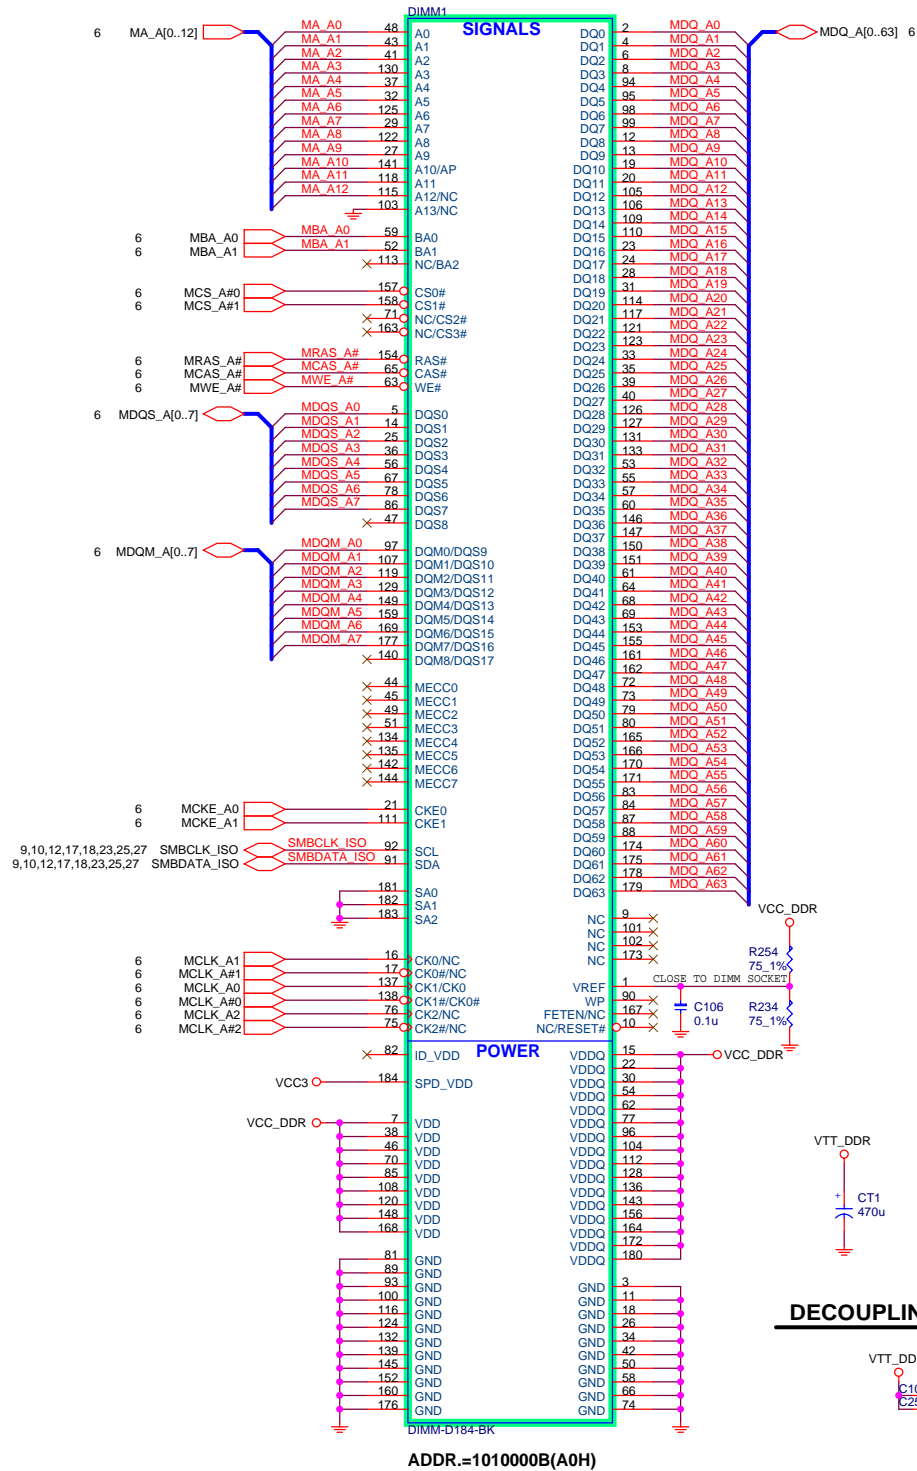 DIMM1
SIGNALS
6 MA_A[0..12]
MDQ_A[0..63] 6
MA_A0 48 A0
MA_A1 43 A1
MA_A2 41 A2
MA_A3 130 A3
MA_A4 37 A4
MA_A5 32 A5
MA_A6 125 A6
MA_A7 29 A7
MA_A8 122 A8
MA_A9 27 A9
MA_A10 141 A10/AP
MA_A11 118 A11
MA_A12 115 A12/NC
103 A13/NC
6 MBA_A0 MBA_A0 59 BA0
6 MBA_A1 MBA_A1 52 BA1
113 NC/BA2
6 MCS_A#0 157 CS0#
6 MCS_A#1 158 CS1#
71 NC/CS2#
163 NC/CS3#
6 MRAS_A# MRAS_A# 154 RAS#
6 MCAS_A# MCAS_A# 65 CAS#
6 MWE_A# MWE_A# 63 WE#
6 MDQS_A[0..7]
MDQS_A0 5 DQS0
MDQS_A1 14 DQS1
MDQS_A2 25 DQS2
MDQS_A3 36 DQS3
MDQS_A4 56 DQS4
MDQS_A5 67 DQS5
MDQS_A6 78 DQS6
MDQS_A7 86 DQS7
47 DQS8
6 MDQM_A[0..7]
MDQM_A0 97 DQM0/DQS9
MDQM_A1 107 DQM1/DQS10
MDQM_A2 119 DQM2/DQS11
MDQM_A3 129 DQM3/DQS12
MDQM_A4 149 DQM4/DQS13
MDQM_A5 159 DQM5/DQS14
MDQM_A6 169 DQM6/DQS15
MDQM_A7 177 DQM7/DQS16
140 DQM8/DQS17
44 MECC0
45 MECC1
49 MECC2
51 MECC3
134 MECC4
135 MECC5
142 MECC6
144 MECC7
6 MCKE_A0 21 CKE0
6 MCKE_A1 111 CKE1
9,10,12,17,18,23,25,27 SMBCLK_ISO SMBCLK_ISO 92 SCL
9,10,12,17,18,23,25,27 SMBDATA_ISO SMBDATA_ISO 91 SDA
181 SA0
182 SA1
183 SA2
6 MCLK_A1 16 CK0/NC
6 MCLK_A#1 17 CK0#/NC
6 MCLK_A0 137 CK1/CK0
6 MCLK_A#0 138 CK1#/CK0#
6 MCLK_A2 76 CK2/NC
6 MCLK_A#2 75 CK2#/NC
DQ0 2 MDQ_A0
DQ1 4 MDQ_A1
DQ2 6 MDQ_A2
DQ3 8 MDQ_A3
DQ4 94 MDQ_A4
DQ5 95 MDQ_A5
DQ6 98 MDQ_A6
DQ7 99 MDQ_A7
DQ8 12 MDQ_A8
DQ9 13 MDQ_A9
DQ10 19 MDQ_A10
DQ11 20 MDQ_A11
DQ12 105 MDQ_A12
DQ13 106 MDQ_A13
DQ14 109 MDQ_A14
DQ15 110 MDQ_A15
DQ16 23 MDQ_A16
DQ17 24 MDQ_A17
DQ18 28 MDQ_A18
DQ19 31 MDQ_A19
DQ20 114 MDQ_A20
DQ21 117 MDQ_A21
DQ22 121 MDQ_A22
DQ23 123 MDQ_A23
DQ24 33 MDQ_A24
DQ25 35 MDQ_A25
DQ26 39 MDQ_A26
DQ27 40 MDQ_A27
DQ28 126 MDQ_A28
DQ29 127 MDQ_A29
DQ30 131 MDQ_A30
DQ31 133 MDQ_A31
DQ32 53 MDQ_A32
DQ33 55 MDQ_A33
DQ34 57 MDQ_A34
DQ35 60 MDQ_A35
DQ36 146 MDQ_A36
DQ37 147 MDQ_A37
DQ38 150 MDQ_A38
DQ39 151 MDQ_A39
DQ40 61 MDQ_A40
DQ41 64 MDQ_A41
DQ42 68 MDQ_A42
DQ43 69 MDQ_A43
DQ44 153 MDQ_A44
DQ45 155 MDQ_A45
DQ46 161 MDQ_A46
DQ47 162 MDQ_A47
DQ48 72 MDQ_A48
DQ49 73 MDQ_A49
DQ50 79 MDQ_A50
DQ51 80 MDQ_A51
DQ52 165 MDQ_A52
DQ53 166 MDQ_A53
DQ54 170 MDQ_A54
DQ55 171 MDQ_A55
DQ56 83 MDQ_A56
DQ57 84 MDQ_A57
DQ58 87 MDQ_A58
DQ59 88 MDQ_A59
DQ60 174 MDQ_A60
DQ61 175 MDQ_A61
DQ62 178 MDQ_A62
DQ63 179 MDQ_A63
NC 9
NC 101
NC 102
NC 173
VREF 1
WP 90
FETEN/NC 167
NC/RESET# 10
VCC_DDR
R254
75_1%
CLOSE TO DIMM SOCKET
C106
0.1u
R234
75_1%
POWER
82 ID_VDD
VCC3 184 SPD_VDD
VCC_DDR 7 VDD
38 VDD
46 VDD
70 VDD
85 VDD
108 VDD
120 VDD
148 VDD
168 VDD
81 GND
89 GND
93 GND
100 GND
116 GND
124 GND
132 GND
139 GND
145 GND
152 GND
160 GND
176 GND
VDDQ 15 VCC_DDR
VDDQ 22
VDDQ 30
VDDQ 54
VDDQ 62
VDDQ 77
VDDQ 96
VDDQ 104
VDDQ 112
VDDQ 128
VDDQ 136
VDDQ 143
VDDQ 156
VDDQ 164
VDDQ 172
VDDQ 180
GND 3
GND 11
GND 18
GND 26
GND 34
GND 42
GND 50
GND 58
GND 66
GND 74
VTT_DDR
+
CT1
470u
DECOUPLIN
VTT_DD
C10
C25
DIMM-D184-BK
ADDR.=1010000B(A0H)